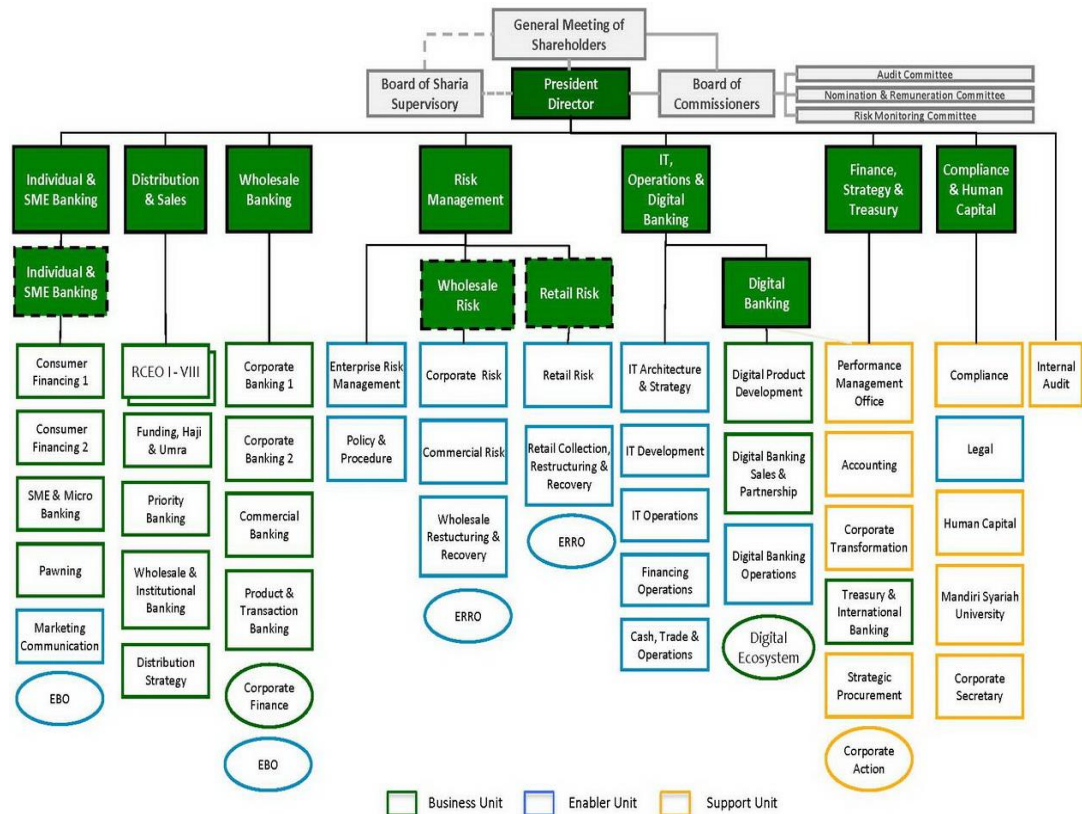 General Meeting of
Shareholders
Board of Sharia
Supervisory
President
Director
Board of
Commissioners
Audit Committee
Nomination & Remuneration Committee
Risk Monitoring Committee
Individual &
SME Banking
Distribution
& Sales
Wholesale
Banking
Risk
Management
IT,
Operations &
Digital
Banking
Finance,
Strategy &
Treasury
Compliance
& Human
Capital
Individual &
SME Banking
Wholesale
Risk
Retail Risk
Digital
Banking
Consumer
Financing 1
Consumer
Financing 2
SME & Micro
Banking
Pawning
Marketing
Communication
EBO
RCEO I - VIII
Funding, Haji
& Umra
Priority
Banking
Wholesale &
Institutional
Banking
Distribution
Strategy
Corporate
Banking 1
Corporate
Banking 2
Commercial
Banking
Product &
Transaction
Banking
Corporate
Finance
EBO
Enterprise Risk
Management
Policy &
Procedure
Corporate Risk
Commercial Risk
Wholesale
Restucturing &
Recovery
ERRO
Retail Risk
Retail Collection,
Restructuring &
Recovery
ERRO
IT Architecture
& Strategy
IT Development
IT Operations
Financing
Operations
Cash, Trade &
Operations
Digital Product
Development
Digital Banking
Sales &
Partnership
Digital Banking
Operations
Digital
Ecosystem
Performance
Management
Office
Accounting
Corporate
Transformation
Treasury &
International
Banking
Strategic
Procurement
Corporate
Action
Compliance
Legal
Human Capital
Mandiri Syariah
University
Corporate
Secretary
Internal
Audit
Business Unit
Enabler Unit
Support Unit